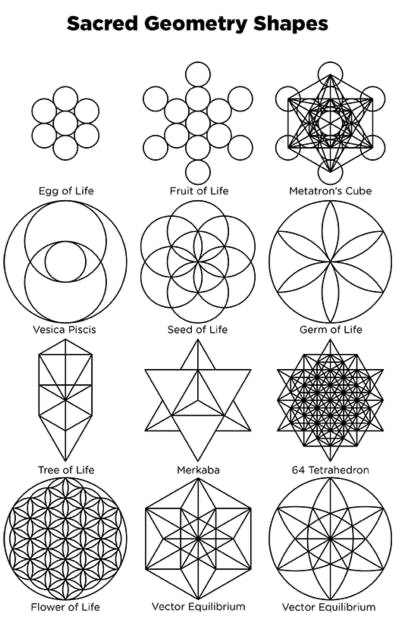 Sacred Geometry Shapes
Egg of Life
Fruit of Life
Metatron's Cube
Vesica Piscis
Seed of Life
Germ of Life
Tree of Life
Merkaba
64 Tetrahedron
Flower of Life
Vector Equilibrium
Vector Equilibrium